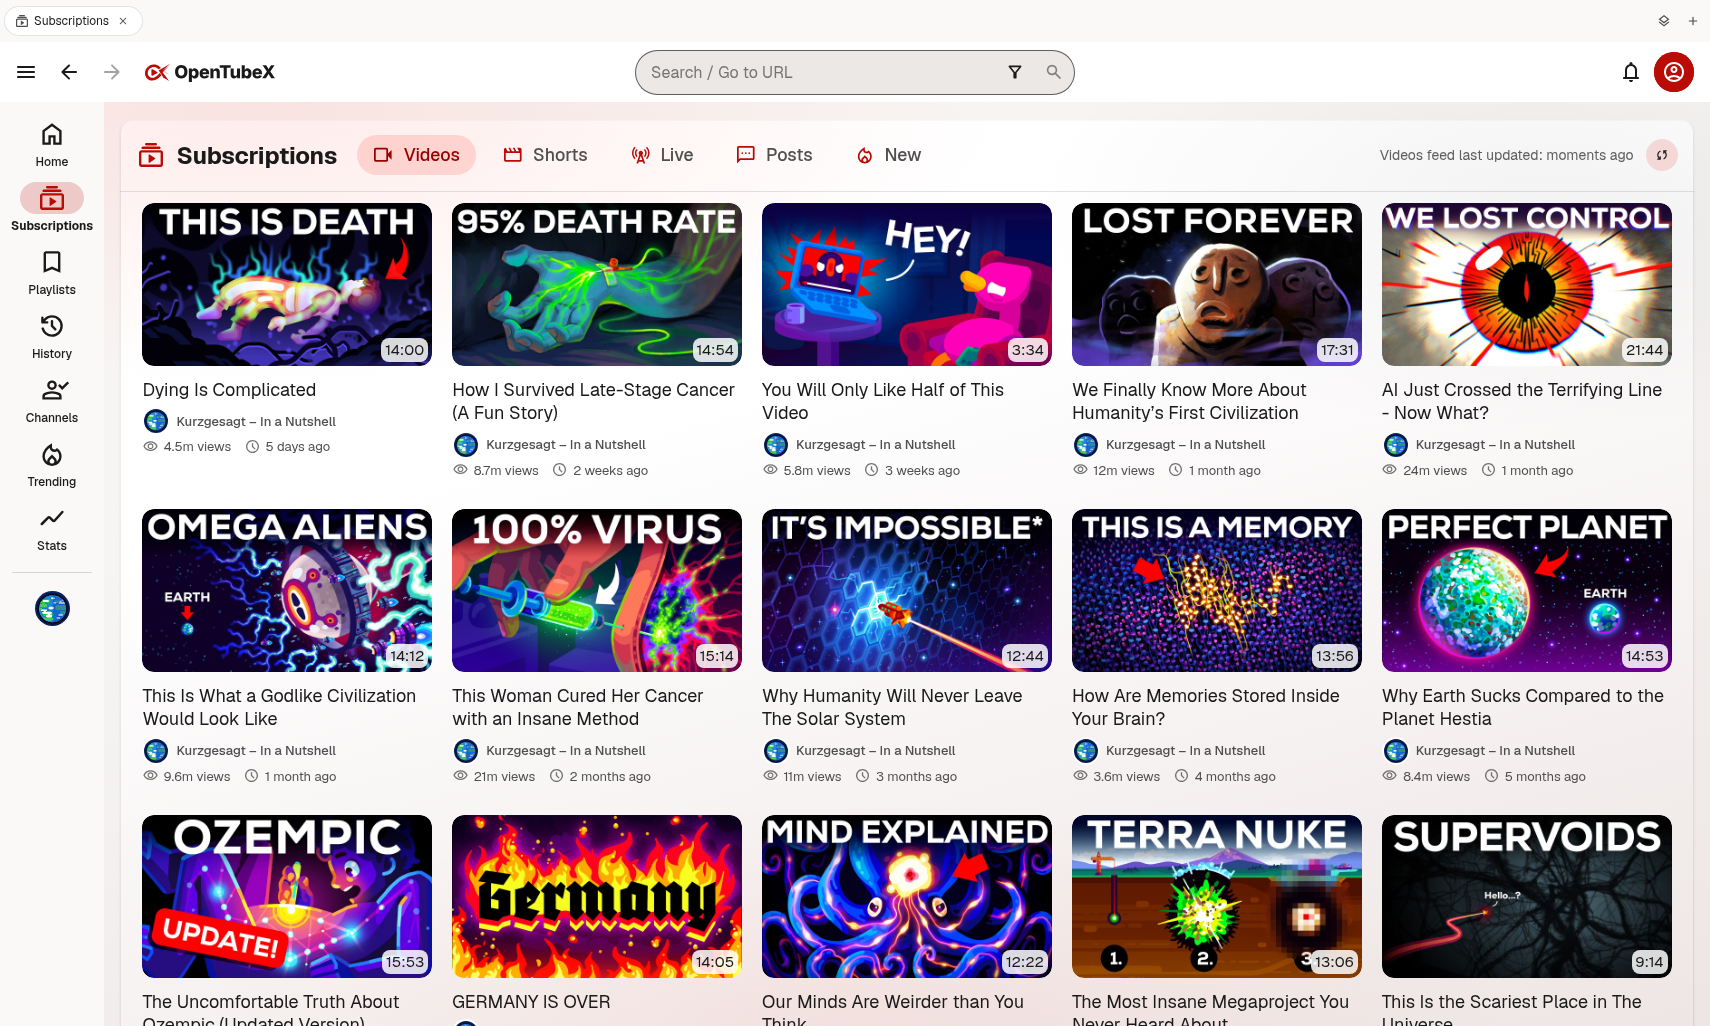 Subscriptions
OpenTubeX
Search / Go to URL
Home
Subscriptions
Playlists
History
Channels
Trending
Stats
Subscriptions
Videos
Shorts
Live
Posts
New
Videos feed last updated: moments ago
THIS IS DEATH
14:00
Dying Is Complicated
Kurzgesagt – In a Nutshell
4.5m views
5 days ago
95% DEATH RATE
14:54
How I Survived Late-Stage Cancer
(A Fun Story)
Kurzgesagt – In a Nutshell
8.7m views
2 weeks ago
HEY!
3:34
You Will Only Like Half of This
Video
Kurzgesagt – In a Nutshell
5.8m views
3 weeks ago
LOST FOREVER
17:31
We Finally Know More About
Humanity’s First Civilization
Kurzgesagt – In a Nutshell
12m views
1 month ago
WE LOST CONTROL
21:44
AI Just Crossed the Terrifying Line
- Now What?
Kurzgesagt – In a Nutshell
24m views
1 month ago
OMEGA ALIENS
EARTH
14:12
This Is What a Godlike Civilization
Would Look Like
Kurzgesagt – In a Nutshell
9.6m views
1 month ago
100% VIRUS
15:14
This Woman Cured Her Cancer
with an Insane Method
Kurzgesagt – In a Nutshell
21m views
2 months ago
IT’S IMPOSSIBLE*
12:44
Why Humanity Will Never Leave
The Solar System
Kurzgesagt – In a Nutshell
11m views
3 months ago
THIS IS A MEMORY
13:56
How Are Memories Stored Inside
Your Brain?
Kurzgesagt – In a Nutshell
3.6m views
4 months ago
PERFECT PLANET
EARTH
14:53
Why Earth Sucks Compared to the
Planet Hestia
Kurzgesagt – In a Nutshell
8.4m views
5 months ago
OZEMPIC
UPDATE!
15:53
The Uncomfortable Truth About
Ozempic (Updated Version)
Germany
14:05
GERMANY IS OVER
MIND EXPLAINED
12:22
Our Minds Are Weirder than You
Think
TERRA NUKE
1.
2.
3
13:06
The Most Insane Megaproject You
Never Heard About
SUPERVOIDS
Hello...?
9:14
This Is the Scariest Place in The
Universe